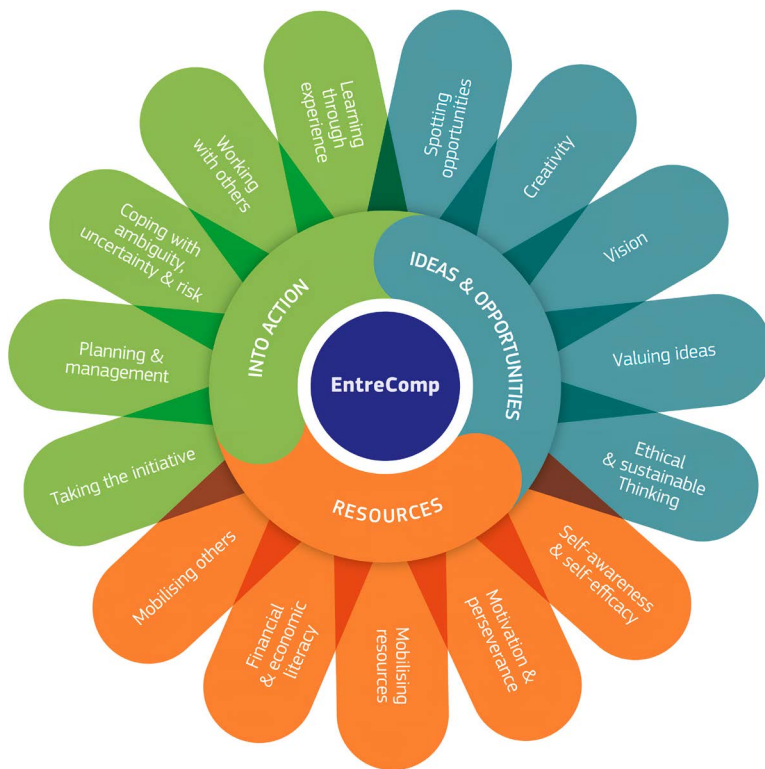 EntreComp
IDEAS & OPPORTUNITIES
Spotting
opportunities
Creativity
Vision
Valuing ideas
Ethical
& sustainable
Thinking
RESOURCES
Self-awareness
& self-efficacy
Motivation &
perseverance
Mobilising
resources
Financial
& economic
literacy
Mobilising others
INTO ACTION
Taking the initiative
Planning &
management
Coping with
ambiguity,
uncertainty & risk
Working
with others
Learning
through
experience